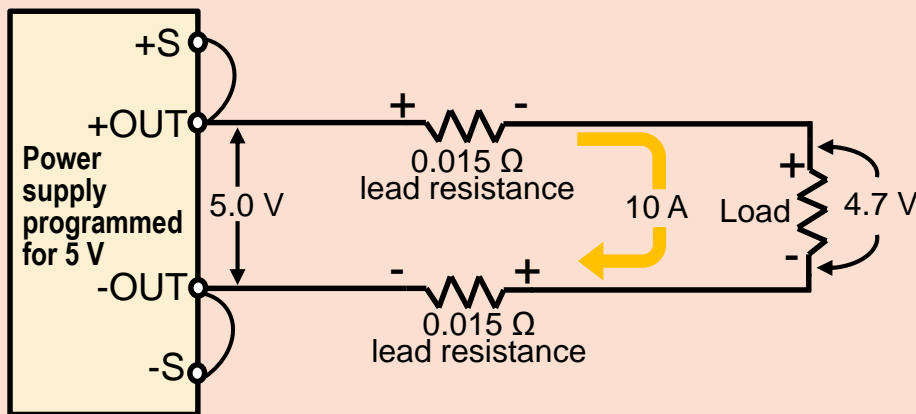 +S
+OUT
Power
supply
programmed
for 5 V
-OUT
-S
5.0 V
+ -
0.015 Ω
lead resistance
10 A
- +
0.015 Ω
lead resistance
Load
+
-
4.7 V